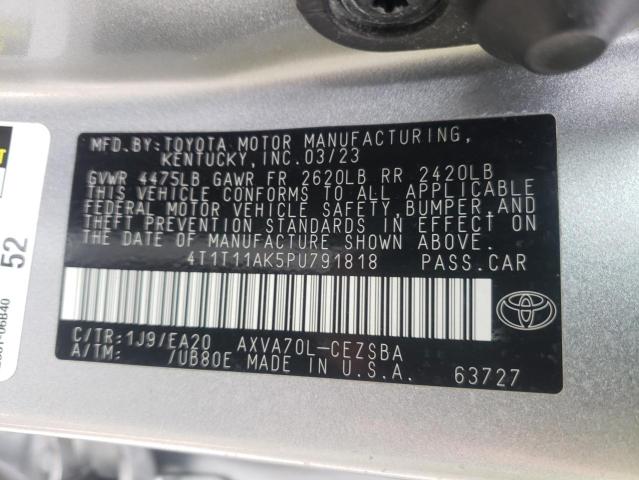 MFD.BY:TOYOTA MOTOR MANUFACTURING,
KENTUCKY, INC.03/23
GVWR 4475LB GAWR FR 2620LB RR 2420LB
THIS VEHICLE CONFORMS TO ALL APPLICABLE
FEDERAL MOTOR VEHICLE SAFETY,BUMPER,AND
THEFT PREVENTION STANDARDS IN EFFECT ON
THE DATE OF MANUFACTURE SHOWN ABOVE.
4T1T11AK5PU791818 PASS.CAR
C/TR:1J9/EA20 AXVA70L-CEZSBA
A/TM: /UB80E MADE IN U.S.A. 63727
52